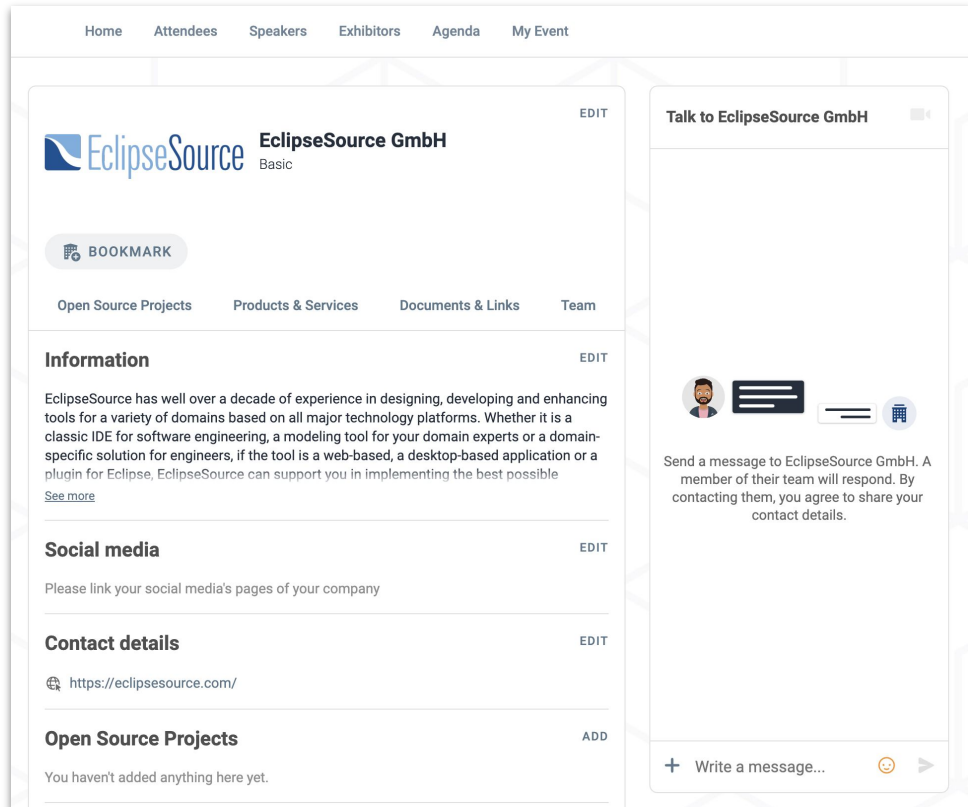 Home Attendees Speakers Exhibitors Agenda My Event
EDIT
EclipseSource
EclipseSource GmbH
Basic
BOOKMARK
Open Source Projects Products & Services Documents & Links Team
Information EDIT
EclipseSource has well over a decade of experience in designing, developing and enhancing
tools for a variety of domains based on all major technology platforms. Whether it is a
classic IDE for software engineering, a modeling tool for your domain experts or a domain-
specific solution for engineers, if the tool is a web-based, a desktop-based application or a
plugin for Eclipse, EclipseSource can support you in implementing the best possible
See more
Social media EDIT
Please link your social media's pages of your company
Contact details EDIT
https://eclipsesource.com/
Open Source Projects ADD
You haven't added anything here yet.
Talk to EclipseSource GmbH
Send a message to EclipseSource GmbH. A
member of their team will respond. By
contacting them, you agree to share your
contact details.
Write a message...